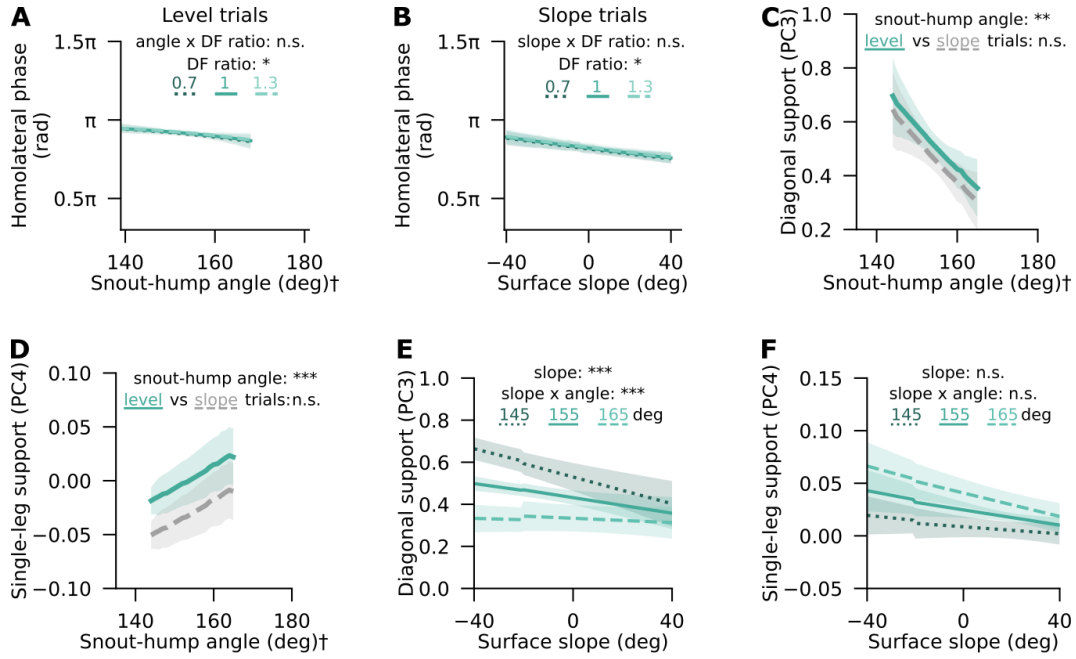 A
Level trials
angle x DF ratio: n.s.
DF ratio: *
0.7 1 1.3
1.5π
π
0.5π
Homolateral phase
(rad)
140 160 180
Snout-hump angle (deg)†
B
Slope trials
slope x DF ratio: n.s.
DF ratio: *
0.7 1 1.3
1.5π
π
0.5π
Homolateral phase
(rad)
−40 0 40
Surface slope (deg)
C
snout-hump angle: **
level vs slope trials: n.s.
1.0
0.8
0.6
0.4
0.2
Diagonal support (PC3)
140 160 180
Snout-hump angle (deg)†
D
snout-hump angle: ***
level vs slope trials:n.s.
0.10
0.05
0.00
−0.05
−0.10
Single-leg support (PC4)
140 160 180
Snout-hump angle (deg)†
E
slope: ***
slope x angle: ***
145 155 165 deg
1.0
0.8
0.6
0.4
0.2
0.0
Diagonal support (PC3)
−40 0 40
Surface slope (deg)
F
slope: n.s.
slope x angle: n.s.
145 155 165 deg
0.15
0.10
0.05
0.00
−0.05
Single-leg support (PC4)
−40 0 40
Surface slope (deg)